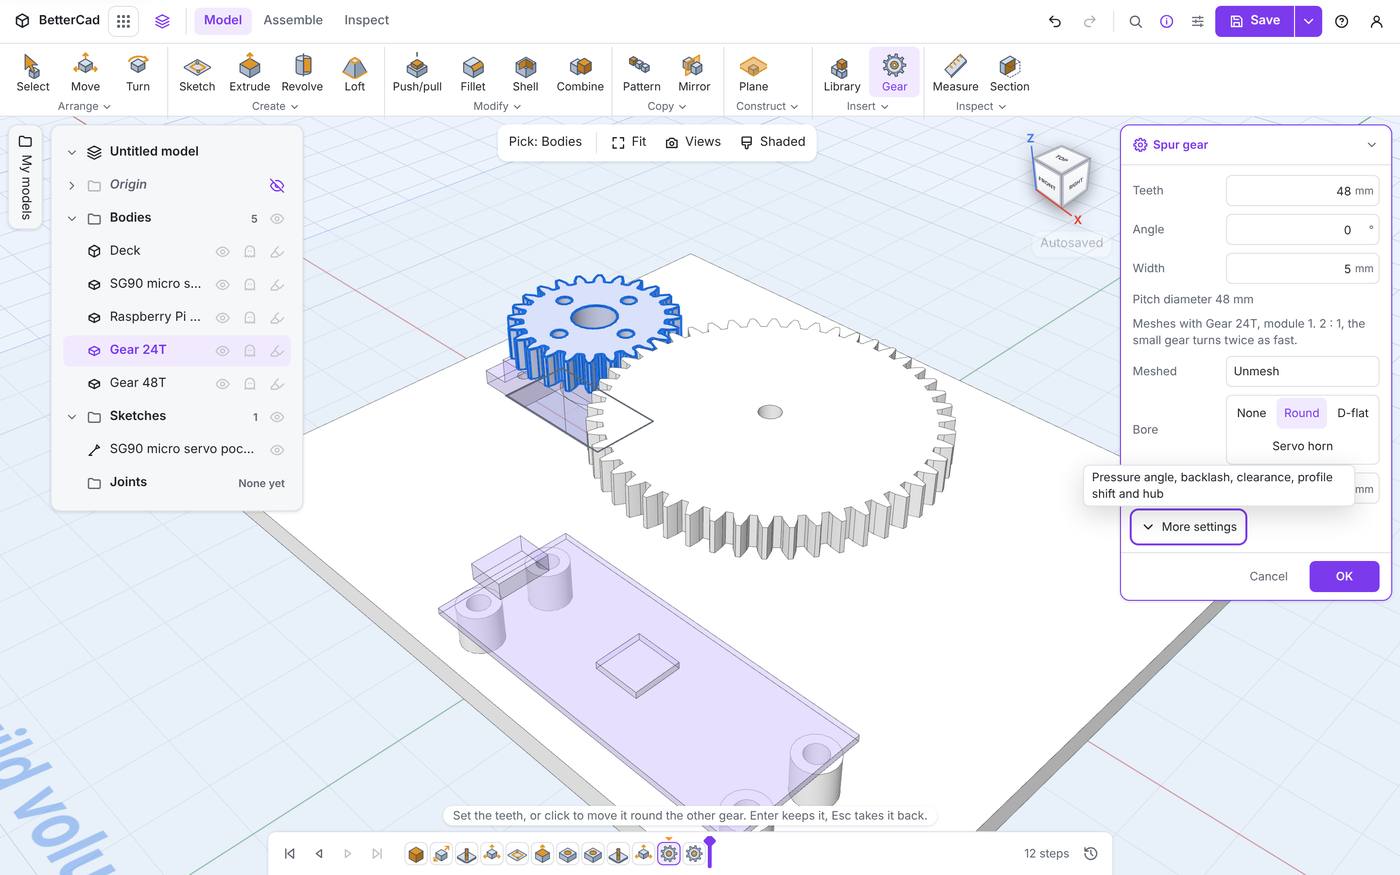 BetterCad
Model
Assemble
Inspect
Save
Select
Move
Turn
Sketch
Extrude
Revolve
Loft
Push/pull
Fillet
Shell
Combine
Pattern
Mirror
Plane
Library
Gear
Measure
Section
Arrange
Create
Modify
Copy
Construct
Insert
Inspect
My models
Untitled model
Origin
Bodies 5
Deck
SG90 micro s...
Raspberry Pi ...
Gear 24T
Gear 48T
Sketches 1
SG90 micro servo poc...
Joints None yet
Pick: Bodies
Fit
Views
Shaded
Z
TOP
FRONT
RIGHT
X
Autosaved
Spur gear
Teeth 48 mm
Angle 0 °
Width 5 mm
Pitch diameter 48 mm
Meshes with Gear 24T, module 1. 2 : 1, the
small gear turns twice as fast.
Meshed Unmesh
Bore
None Round D-flat
Servo horn
mm
Pressure angle, backlash, clearance, profile
shift and hub
More settings
Cancel
OK
Set the teeth, or click to move it round the other gear. Enter keeps it, Esc takes it back.
12 steps